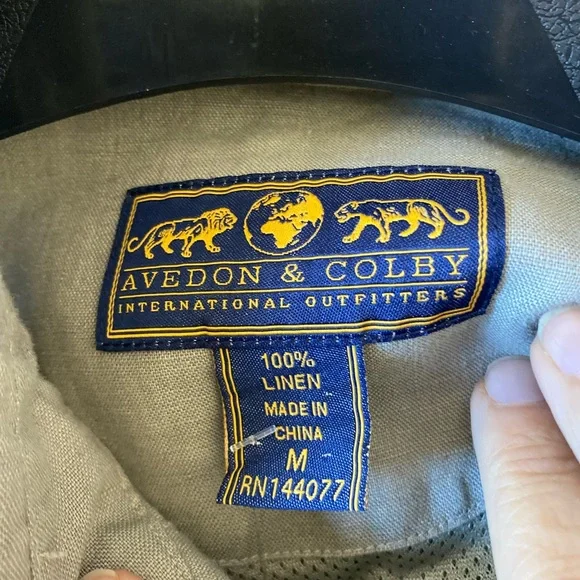 AVEDON & COLBY
INTERNATIONAL OUTFITTERS
100%
LINEN
MADE IN
CHINA
M
RN144077